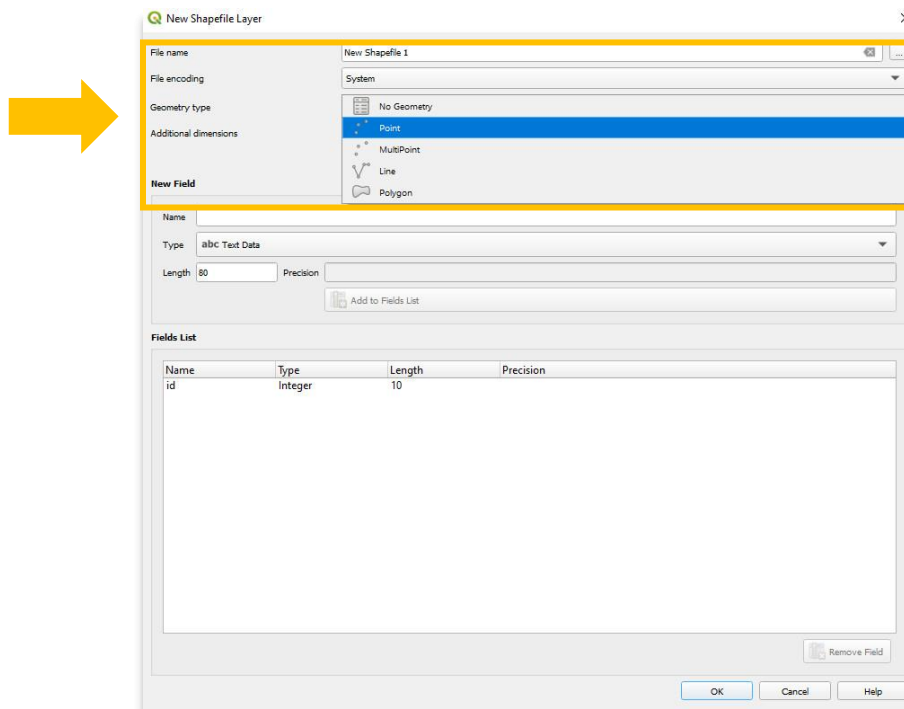 New Shapefile Layer
File name New Shapefile 1 ...
File encoding System
Geometry type No Geometry
Point
Additional dimensions
MultiPoint
Line
New Field
Polygon
Name
Type abc Text Data
Length 80 Precision
Add to Fields List
Fields List
Name Type Length Precision
id Integer 10
Remove Field
OK Cancel Help